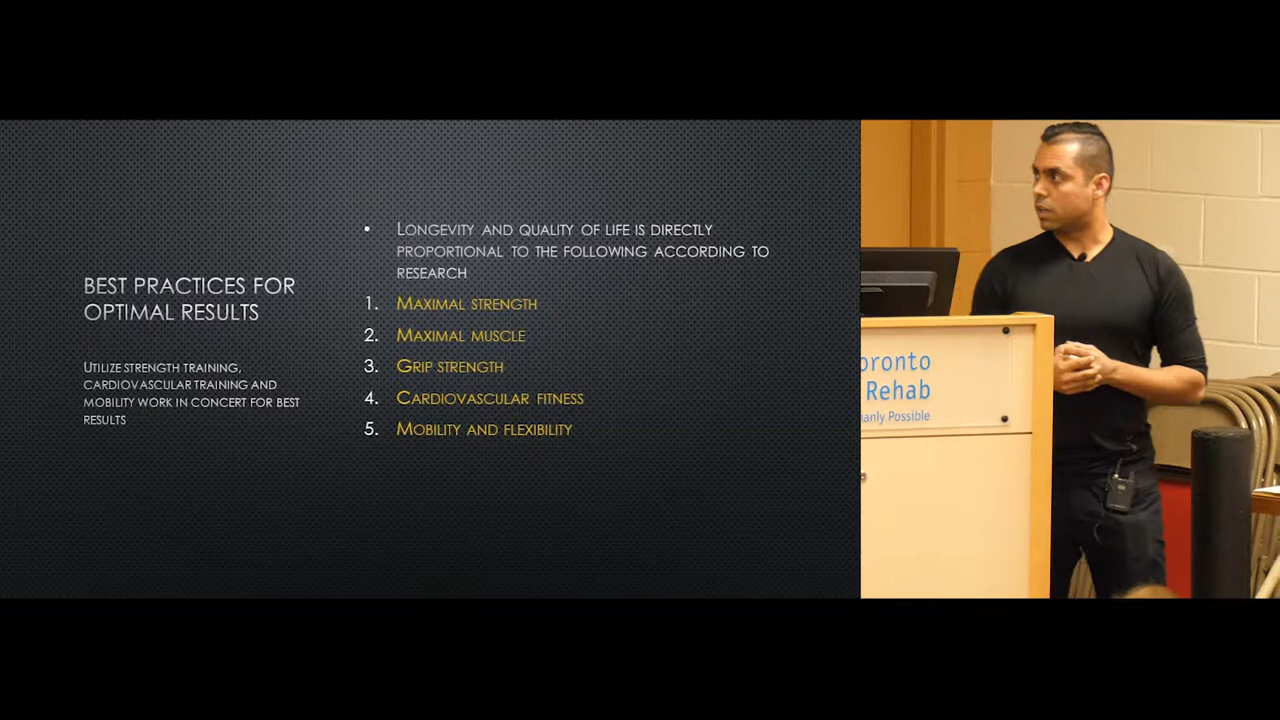 BEST PRACTICES FOR
OPTIMAL RESULTS
UTILIZE STRENGTH TRAINING,
CARDIOVASCULAR TRAINING AND
MOBILITY WORK IN CONCERT FOR BEST
RESULTS
• LONGEVITY AND QUALITY OF LIFE IS DIRECTLY
PROPORTIONAL TO THE FOLLOWING ACCORDING TO
RESEARCH
1. MAXIMAL STRENGTH
2. MAXIMAL MUSCLE
3. GRIP STRENGTH
4. CARDIOVASCULAR FITNESS
5. MOBILITY AND FLEXIBILITY
oronto
Rehab
anly Possible